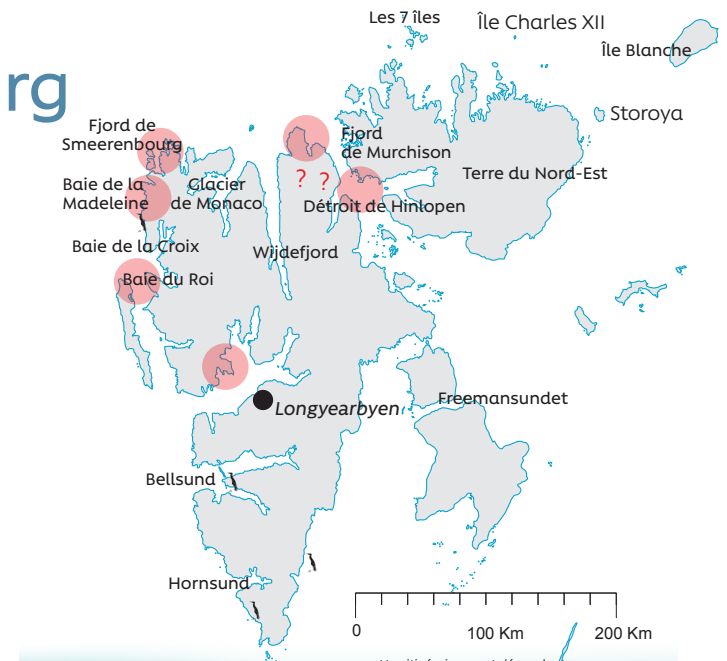 Les 7 îles
Île Charles XII
Île Blanche
rg
Storoya
Fjord de
Smeerenbourg
Fjord
de Murchison
Terre du Nord-Est
? ?
Baie de la
Madeleine
Glacier
de Monaco
Détroit de Hinlopen
Baie de la Croix
Wijdefjord
Baie du Roi
Longyearbyen
Freemansundet
Bellsund
Hornsund
0 100 Km 200 Km